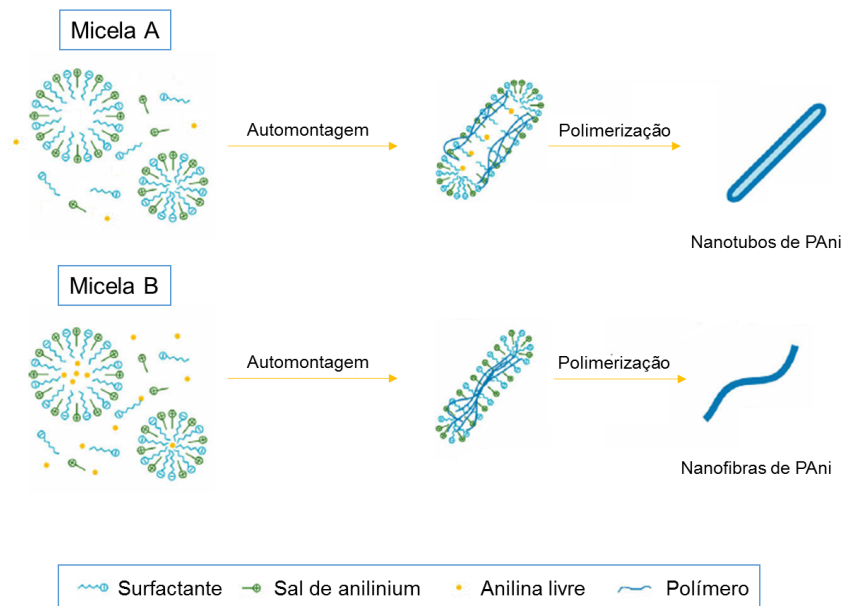 Micela A
Automontagem
Polimerização
Nanotubos de PAni
Micela B
Automontagem
Polimerização
Nanofibras de PAni
Surfactante
Sal de anilinium
Anilina livre
Polímero